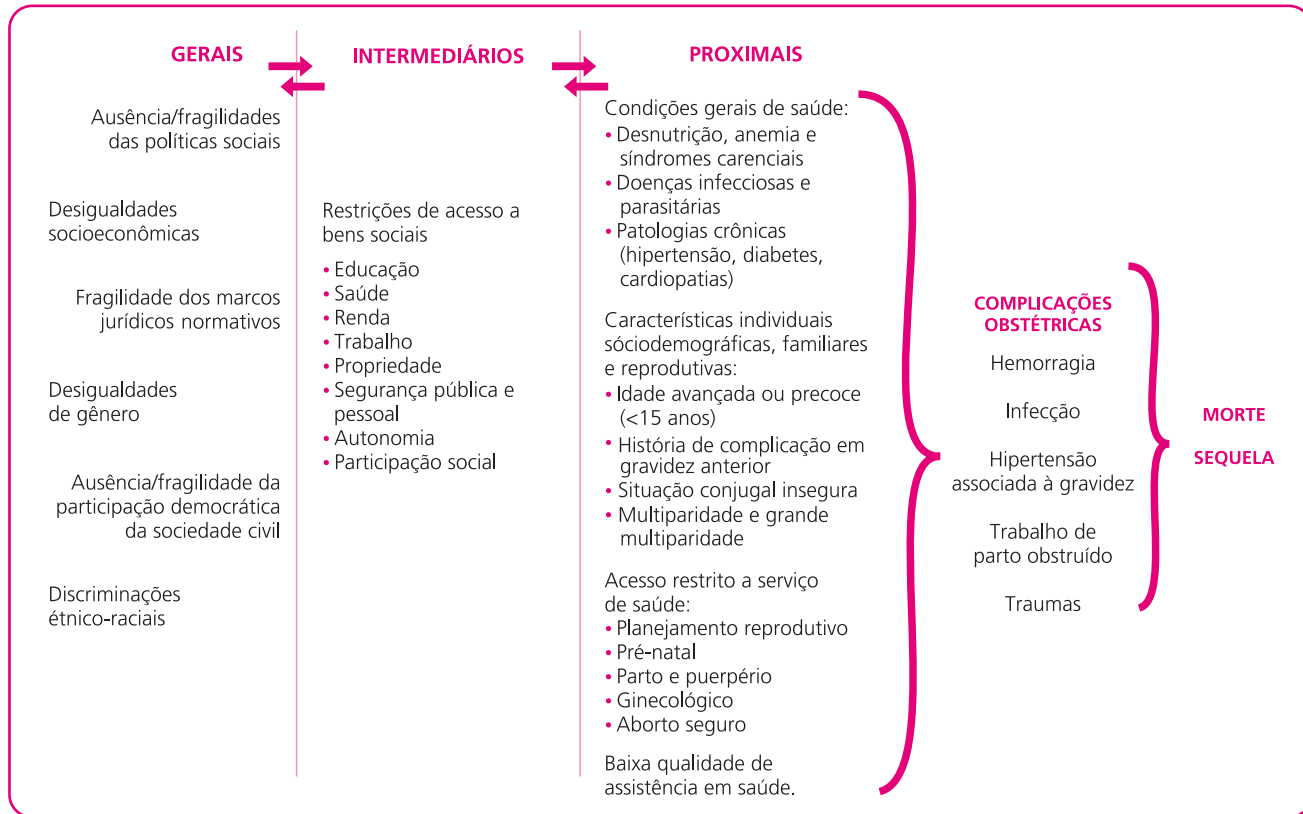 GERAIS
Ausência/fragilidades
das políticas sociais
Desigualdades
socioeconômicas
Fragilidade dos marcos
jurídicos normativos
Desigualdades
de gênero
Ausência/fragilidade da
participação democrática
da sociedade civil
Discriminações
étnico-raciais
INTERMEDIÁRIOS
Restrições de acesso a
bens sociais
• Educação
• Saúde
• Renda
• Trabalho
• Propriedade
• Segurança pública e
pessoal
• Autonomia
• Participação social
PROXIMAIS
Condições gerais de saúde:
• Desnutrição, anemia e
síndromes carenciais
• Doenças infecciosas e
parasitárias
• Patologias crônicas
(hipertensão, diabetes,
cardiopatias)
Características individuais
sóciodemográficas, familiares
e reprodutivas:
• Idade avançada ou precoce
(<15 anos)
• História de complicação em
gravidez anterior
• Situação conjugal insegura
• Multiparidade e grande
multiparidade
Acesso restrito a serviço
de saúde:
• Planejamento reprodutivo
• Pré-natal
• Parto e puerpério
• Ginecológico
• Aborto seguro
Baixa qualidade de
assistência em saúde.
COMPLICAÇÕES
OBSTÉTRICAS
Hemorragia
Infecção
Hipertensão
associada à gravidez
Trabalho de
parto obstruído
Traumas
MORTE
SEQUELA